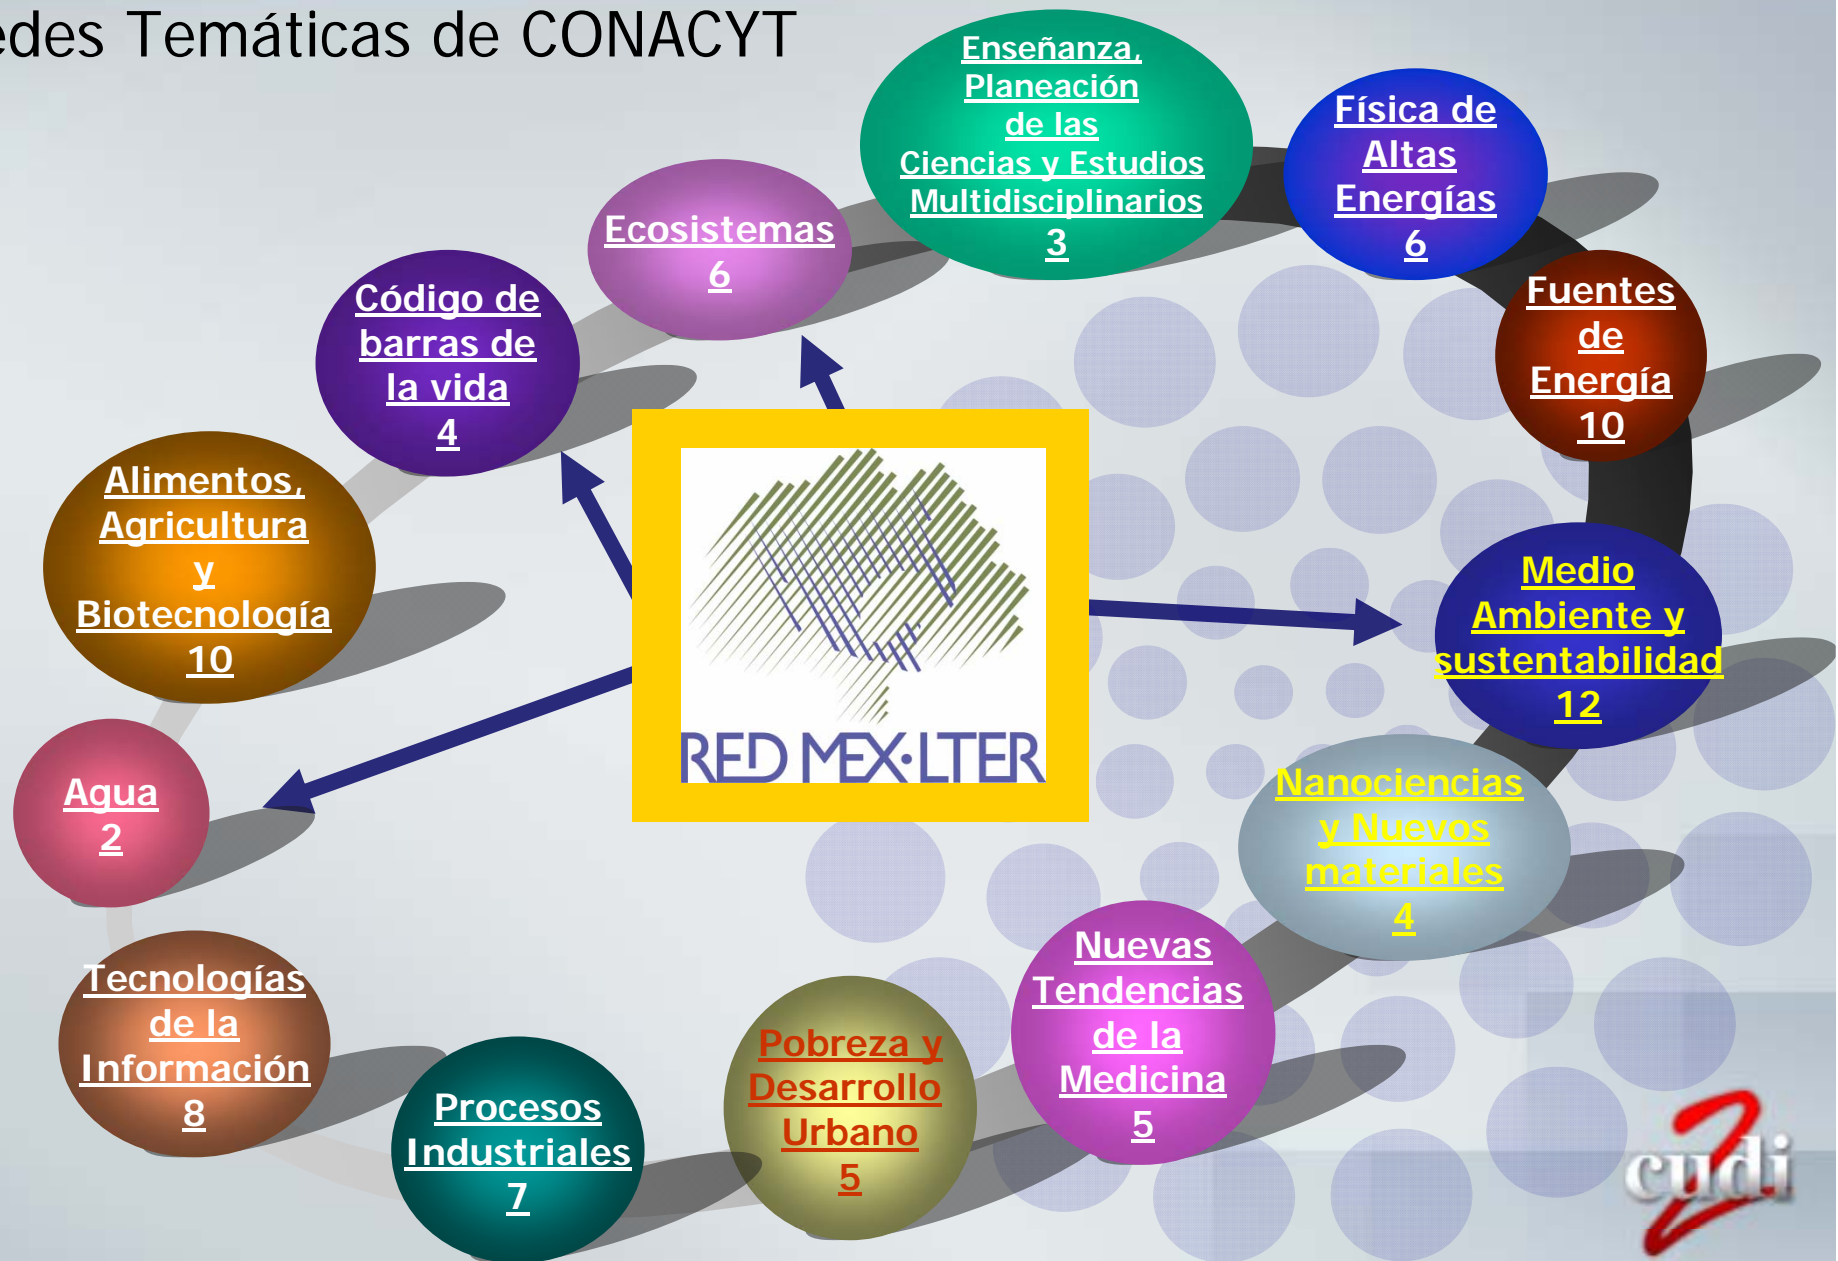 edes Temáticas de CONACYT
Enseñanza,
Planeación
de las
Ciencias y Estudios
Multidisciplinarios
3
Física de
Altas
Energías
6
Ecosistemas
6
Código de
barras de
la vida
4
Fuentes
de
Energía
10
Alimentos,
Agricultura
y
Biotecnología
10
RED MEX·LTER
Medio
Ambiente y
sustentabilidad
12
Agua
2
Nanociencias
y Nuevos
materiales
4
Tecnologías
de la
Información
8
Nuevas
Tendencias
de la
Medicina
5
Pobreza y
Desarrollo
Urbano
5
Procesos
Industriales
7
cudi
2